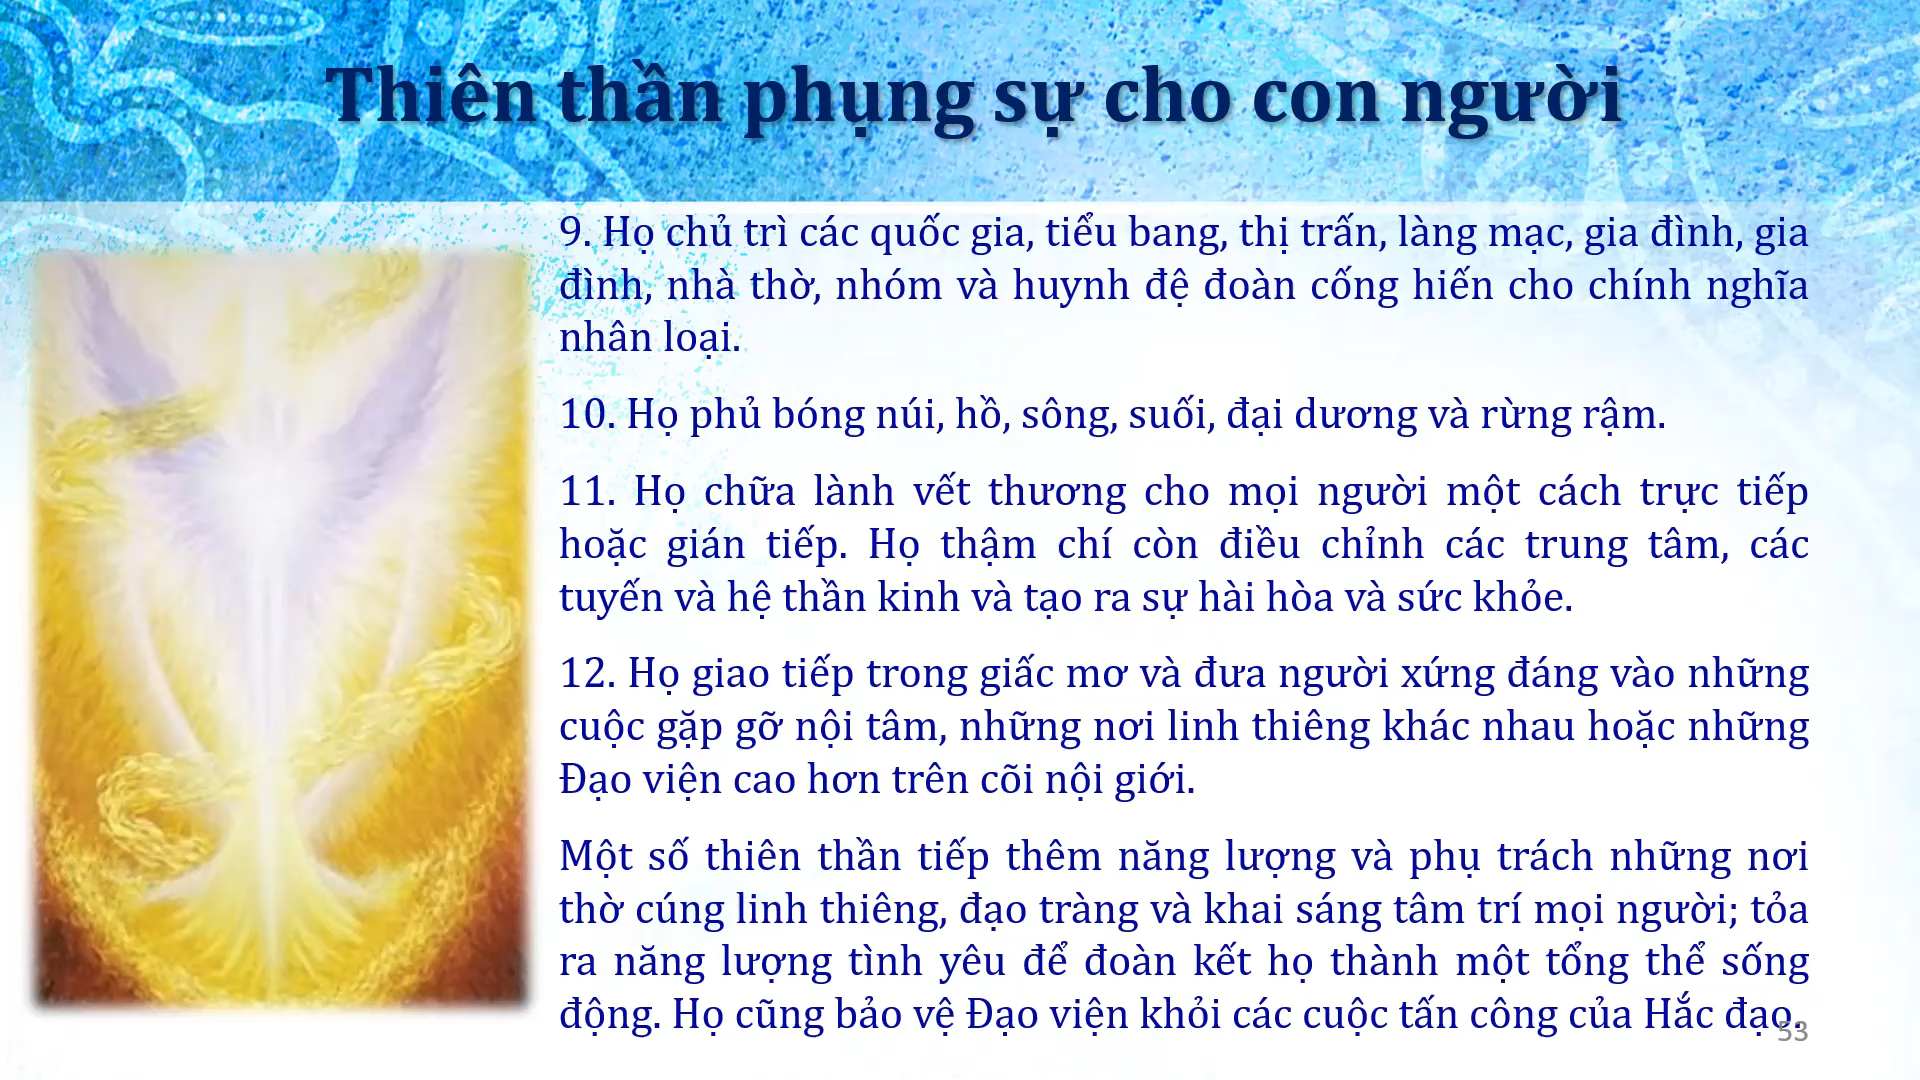 Thiên thần phụng sự cho con người
9. Họ chủ trì các quốc gia, tiểu bang, thị trấn, làng mạc, gia đình, gia
đình, nhà thờ, nhóm và huynh đệ đoàn cống hiến cho chính nghĩa
nhân loại.
10. Họ phủ bóng núi, hồ, sông, suối, đại dương và rừng rậm.
11. Họ chữa lành vết thương cho mọi người một cách trực tiếp
hoặc gián tiếp. Họ thậm chí còn điều chỉnh các trung tâm, các
tuyến và hệ thần kinh và tạo ra sự hài hòa và sức khỏe.
12. Họ giao tiếp trong giấc mơ và đưa người xứng đáng vào những
cuộc gặp gỡ nội tâm, những nơi linh thiêng khác nhau hoặc những
Đạo viện cao hơn trên cõi nội giới.
Một số thiên thần tiếp thêm năng lượng và phụ trách những nơi
thờ cúng linh thiêng, đạo tràng và khai sáng tâm trí mọi người; tỏa
ra năng lượng tình yêu để đoàn kết họ thành một tổng thể sống
động. Họ cũng bảo vệ Đạo viện khỏi các cuộc tấn công của Hắc đạo.
53